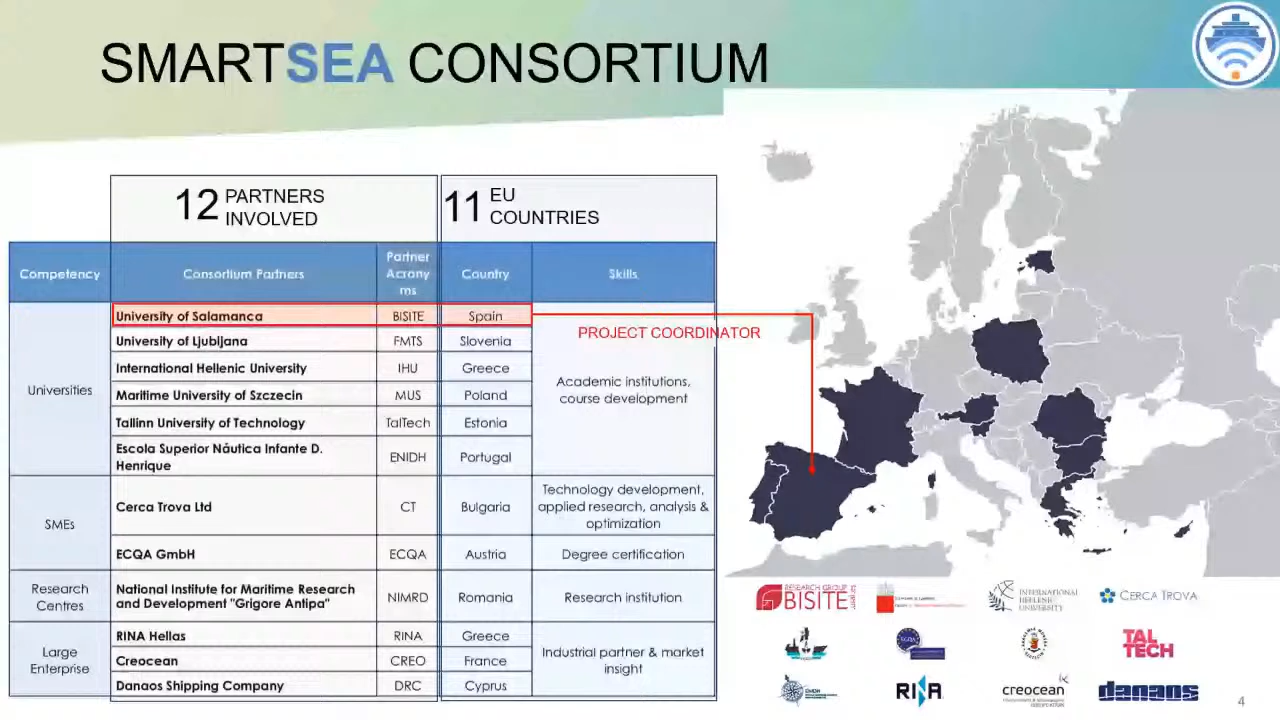 SMARTSEA CONSORTIUM
12 PARTNERS
INVOLVED
11 EU
COUNTRIES
Competency
Consortium Partners
Partner
Acrony
ms
Country
Skills
Universities
University of Salamanca BISITE Spain
University of Ljubljana FMTS Slovenia
International Hellenic University IHU Greece
Maritime University of Szczecin MUS Poland
Tallinn University of Technology TalTech Estonia
Escola Superior Náutica Infante D.
Henrique
ENIDH Portugal
Academic institutions,
course development
PROJECT COORDINATOR
SMEs
Cerca Trova Ltd CT Bulgaria
Technology development,
applied research, analysis &
optimization
ECQA GmbH ECQA Austria Degree certification
Research
Centres
National Institute for Maritime Research
and Development "Grigore Antipa"
NIMRD Romania Research institution
Large
Enterprise
RINA Hellas RINA Greece
Creocean CREO France
Danaos Shipping Company DRC Cyprus
Industrial partner & market
insight
RESEARCH GROUP
BISITE
INTERNATIONAL
HELLENIC
UNIVERSITY
CERCA TROVA
TAL
TECH
RINA
creocean
danaos
4